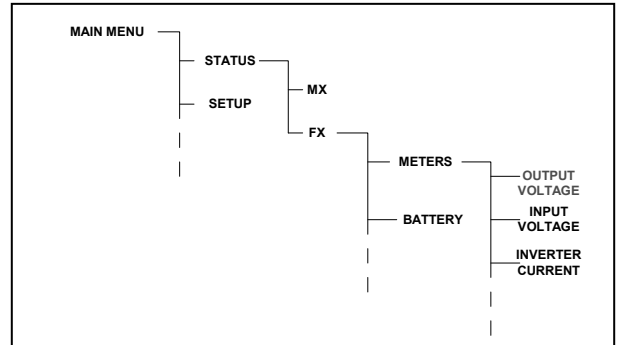 MAIN MENU
STATUS
SETUP
MX
FX
METERS
BATTERY
OUTPUT
VOLTAGE
INPUT
VOLTAGE
INVERTER
CURRENT